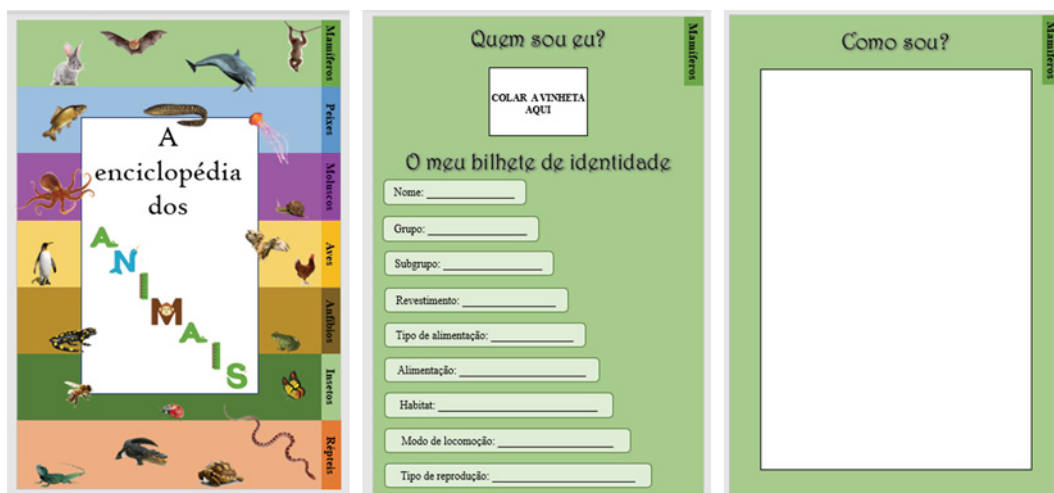 Mamíferos
Peixes
Moluscos
Aves
Anfíbios
Insetos
Répteis
A
enciclopédia
dos
ANIMAIS
Quem sou eu?
Mamíferos
COLAR A VINHETA
AQUI
O meu bilhete de identidade
Nome:
Grupo:
Subgrupo:
Revestimento:
Tipo de alimentação:
Alimentação:
Habitat:
Modo de locomoção:
Tipo de reprodução:
Como sou?
Mamíferos